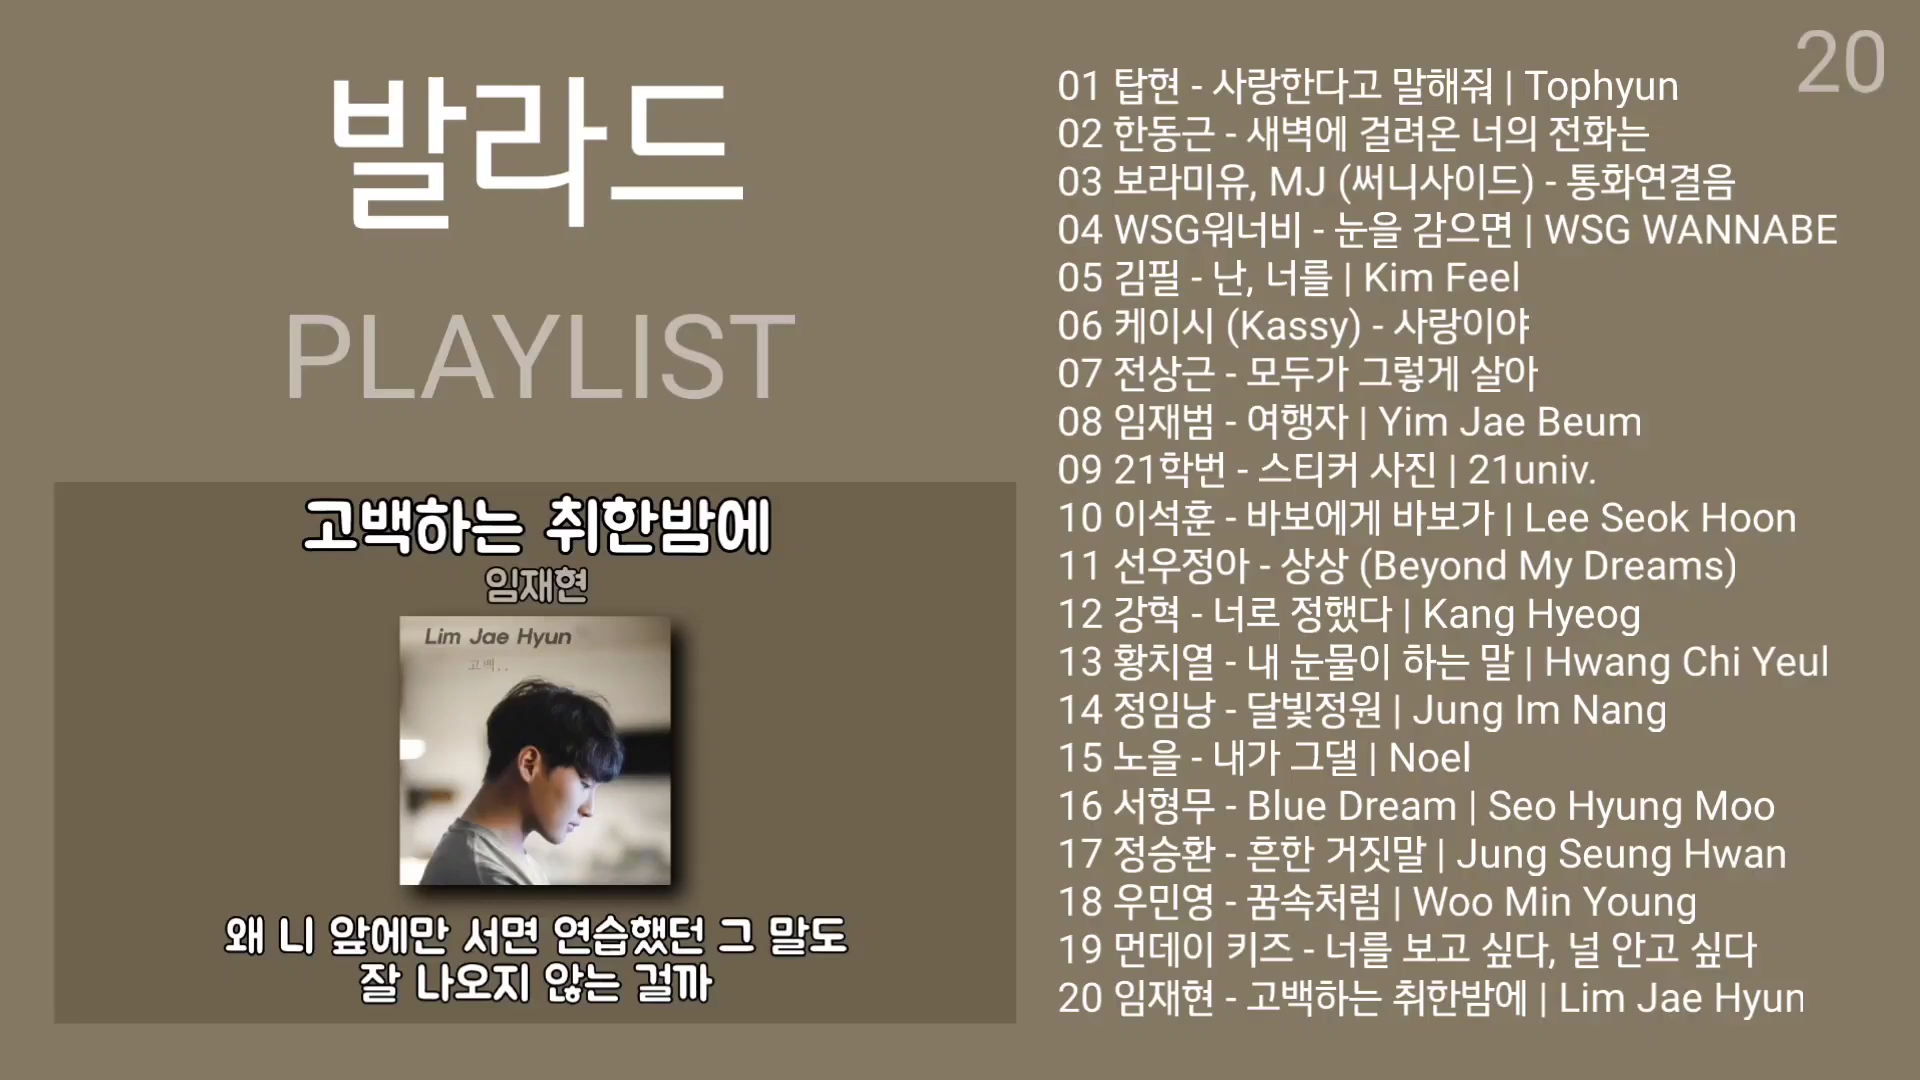 발라드
PLAYLIST
고백하는 취한밤에
임재현
Lim Jae Hyun
고백..
왜 니 앞에만 서면 연습했던 그 말도
잘 나오지 않는 걸까
20
01 탑현 - 사랑한다고 말해줘 | Tophyun
02 한동근 - 새벽에 걸려온 너의 전화는
03 보라미유, MJ (써니사이드) - 통화연결음
04 WSG워너비 - 눈을 감으면 | WSG WANNABE
05 김필 - 난, 너를 | Kim Feel
06 케이시 (Kassy) - 사랑이야
07 전상근 - 모두가 그렇게 살아
08 임재범 - 여행자 | Yim Jae Beum
09 21학번 - 스티커 사진 | 21univ.
10 이석훈 - 바보에게 바보가 | Lee Seok Hoon
11 선우정아 - 상상 (Beyond My Dreams)
12 강혁 - 너로 정했다 | Kang Hyeog
13 황치열 - 내 눈물이 하는 말 | Hwang Chi Yeul
14 정임낭 - 달빛정원 | Jung Im Nang
15 노을 - 내가 그댈 | Noel
16 서형무 - Blue Dream | Seo Hyung Moo
17 정승환 - 흔한 거짓말 | Jung Seung Hwan
18 우민영 - 꿈속처럼 | Woo Min Young
19 먼데이 키즈 - 너를 보고 싶다, 널 안고 싶다
20 임재현 - 고백하는 취한밤에 | Lim Jae Hyun